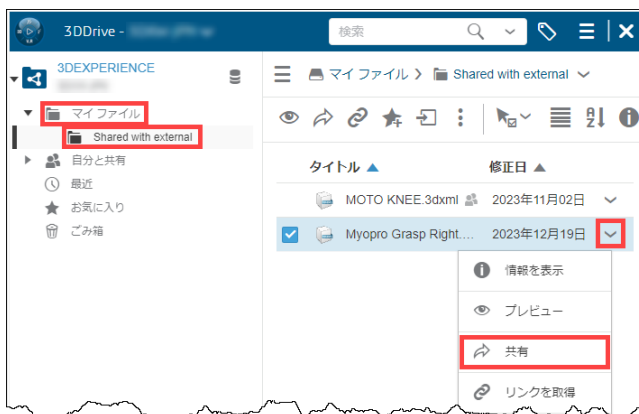 3DDrive -
検索
3DEXPERIENCE
マイファイル
Shared with external
自分と共有
最近
お気に入り
ごみ箱
マイ ファイル > Shared with external
タイトル ▲ 修正日 ▲
MOTO KNEE.3dxml 2023年11月02日
Myopro Grasp Right.... 2023年12月19日
情報を表示
プレビュー
共有
リンクを取得